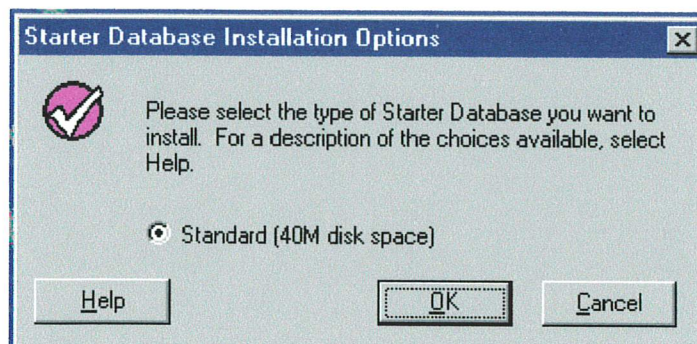 Starter Database Installation Options
Please select the type of Starter Database you want to
install. For a description of the choices available, select
Help.
Standard (40M disk space)
Help
OK
Cancel